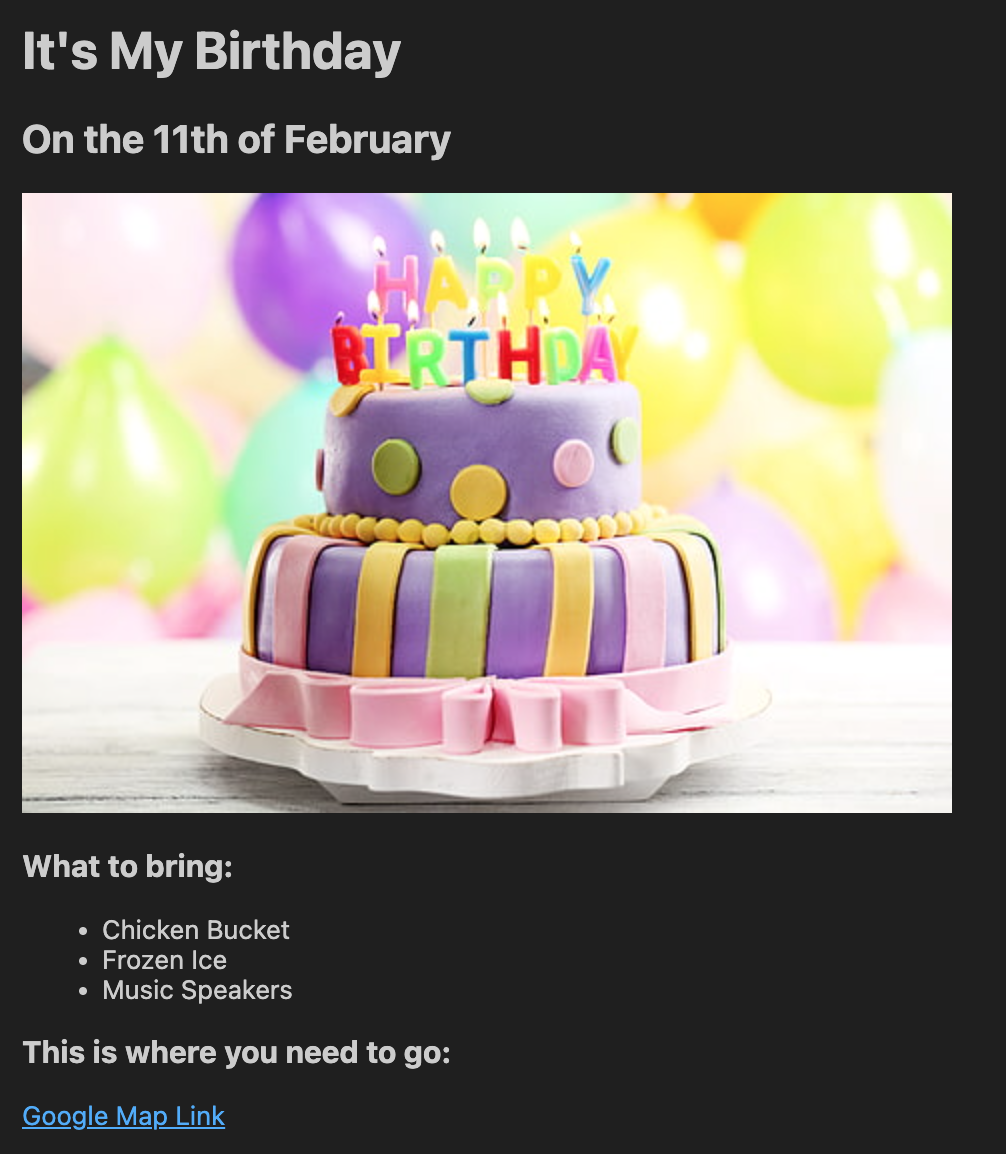 It's My Birthday
On the 11th of February
HAPPY
BIRTHDAY
What to bring:
• Chicken Bucket
• Frozen Ice
• Music Speakers
This is where you need to go:
Google Map Link